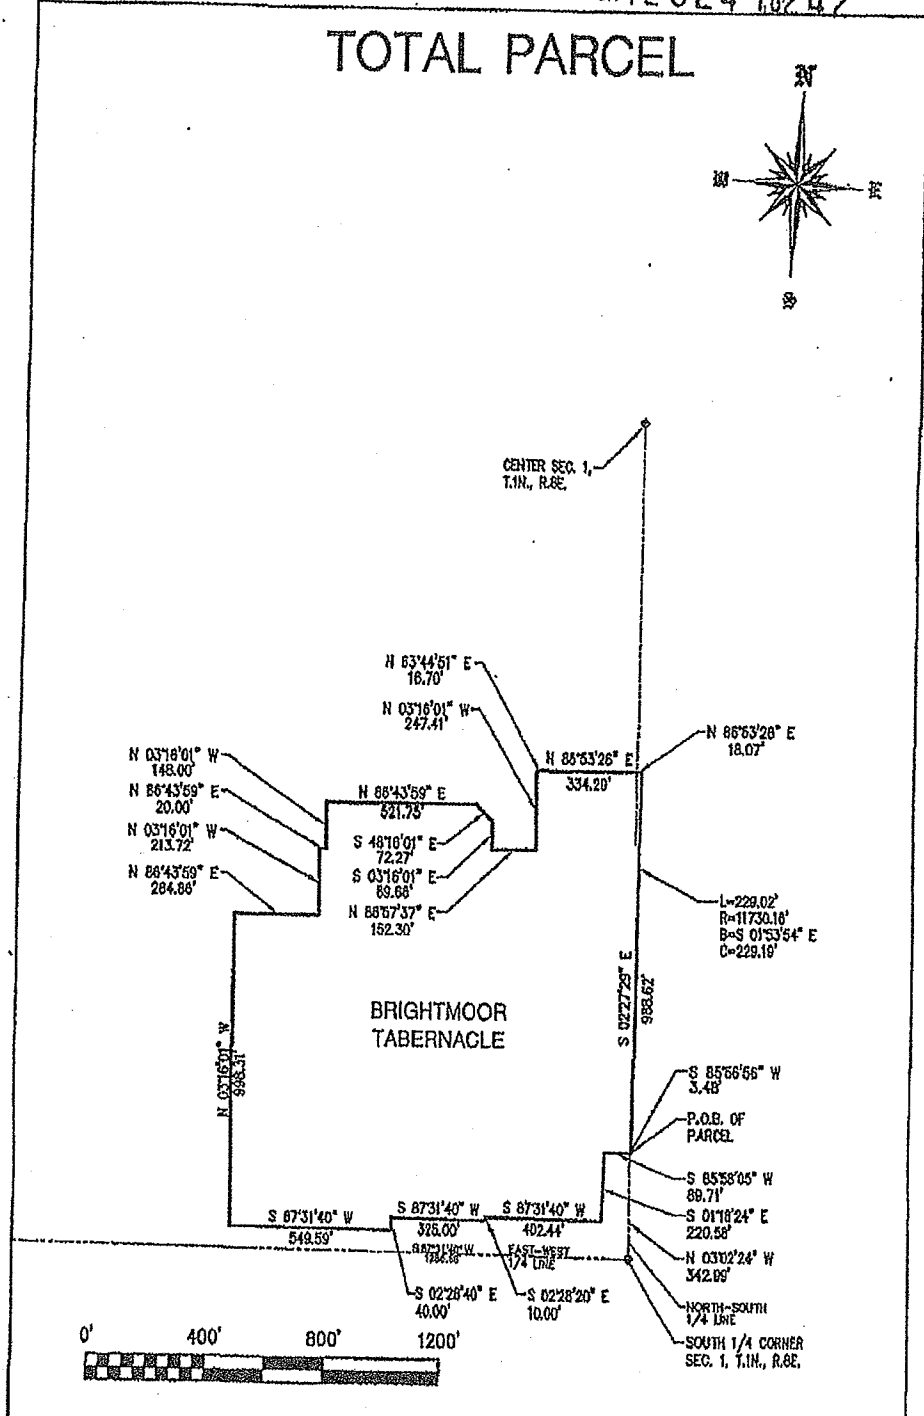 TOTAL PARCEL
N
W
E
S
CENTER SEC. 1,
T.1N., R.8E.
N 63°44'51" E
16.70'
N 03°16'01" W
247.41'
N 86°53'26" E
18.07'
N 86°53'26" E
334.20'
N 03°16'01" W
148.00'
N 86°43'59" E
20.00'
N 03°16'01" W
213.72'
N 86°43'59" E
284.86'
N 86°43'59" E
521.75'
S 48°16'01" E
72.27'
S 03°16'01" E
89.68'
N 86°57'37" E
152.30'
L=229.02'
R=11730.16'
B=S 01°53'54" E
C=229.19'
BRIGHTMOOR
TABERNACLE
S 02°27'29" E
988.62'
N 03°16'01" W
998.31'
S 85°56'56" W
3.48'
P.O.B. OF
PARCEL
S 85°58'05" W
89.71'
S 01°18'24" E
220.58'
N 03°02'24" W
342.99'
NORTH-SOUTH
1/4 LINE
SOUTH 1/4 CORNER
SEC. 1, T.1N., R.8E.
S 87°31'40" W
549.59'
S 87°31'40" W
325.00'
S 87°31'40" W
402.44'
S 87°31'40" W
EAST-WEST
1/4 LINE
S 02°28'40" E
40.00'
S 02°28'20" E
10.00'
0'
400'
800'
1200'